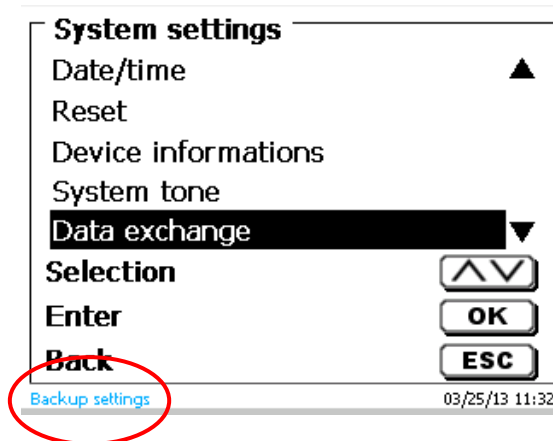 System settings
Date/time ▲
Reset
Device informations
System tone
Data exchange ▼
Selection
Enter OK
Back ESC
Backup settings 03/25/13 11:32